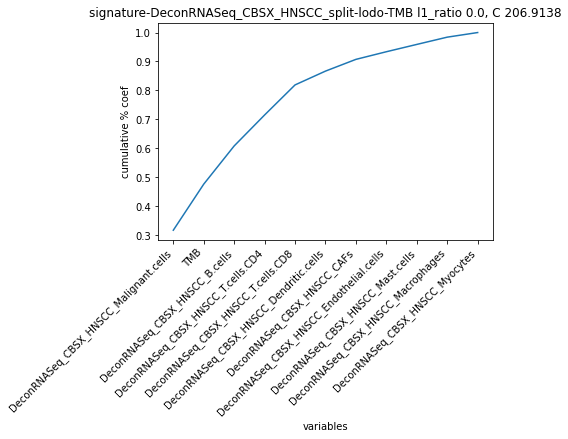 signature-DeconRNASeq_CBSX_HNSCC_split-lodo-TMB l1_ratio 0.0, C 206.9138
cumulative % coef
1.0
0.9
0.8
0.7
0.6
0.5
0.4
0.3
DeconRNASeq_CBSX_HNSCC_Malignant.cells
TMB
DeconRNASeq_CBSX_HNSCC_B.cells
DeconRNASeq_CBSX_HNSCC_T.cells.CD4
DeconRNASeq_CBSX_HNSCC_T.cells.CD8
DeconRNASeq_CBSX_HNSCC_Dendritic.cells
DeconRNASeq_CBSX_HNSCC_CAFs
DeconRNASeq_CBSX_HNSCC_Endothelial.cells
DeconRNASeq_CBSX_HNSCC_Mast.cells
DeconRNASeq_CBSX_HNSCC_Macrophages
DeconRNASeq_CBSX_HNSCC_Myocytes
variables